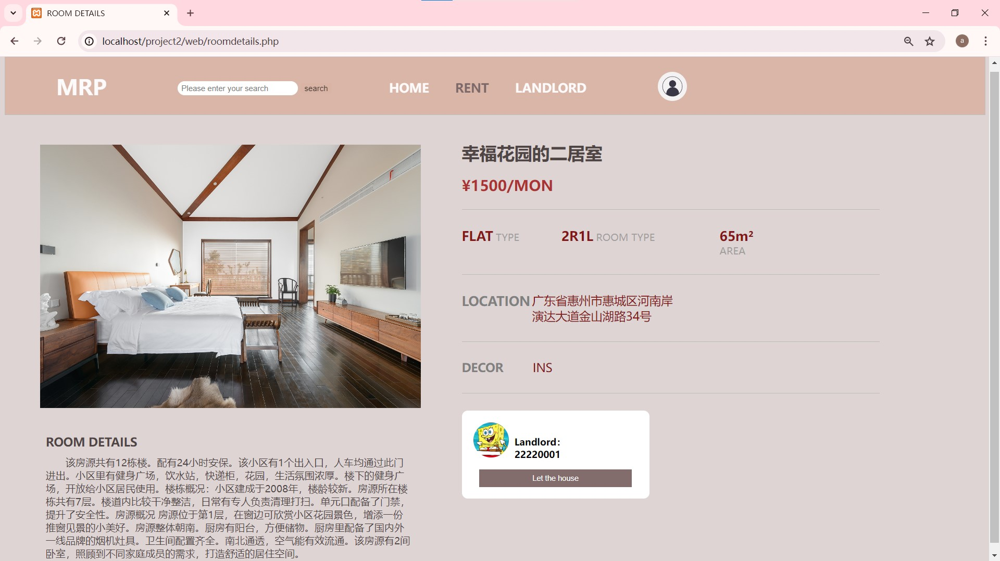 ROOM DETAILS
localhost/project2/web/roomdetails.php
a
MRP
Please enter your search
search
HOME
RENT
LANDLORD
幸福花园的二居室
¥1500/MON
FLAT TYPE
2R1L ROOM TYPE
65m²
AREA
LOCATION 广东省惠州市惠城区河南岸
演达大道金山湖路34号
DECOR INS
Landlord：
22220001
Let the house
ROOM DETAILS
该房源共有12栋楼。配有24小时安保。该小区有1个出入口，人车均通过此门
进出。小区里有健身广场，饮水站，快递柜，花园，生活氛围浓厚。楼下的健身广
场，开放给小区居民使用。楼栋概况：小区建成于2008年，楼龄较新。房源所在楼
栋共有7层。楼道内比较干净整洁，日常有专人负责清理打扫。单元口配备了门禁，
提升了安全性。房源概况 房源位于第1层，在窗边可欣赏小区花园景色，增添一份
推窗见景的小美好。房源整体朝南。厨房有阳台，方便储物。厨房里配备了国内外
一线品牌的烟机灶具。卫生间配置齐全。南北通透，空气能有效流通。该房源有2间
卧室，照顾到不同家庭成员的需求，打造舒适的居住空间。